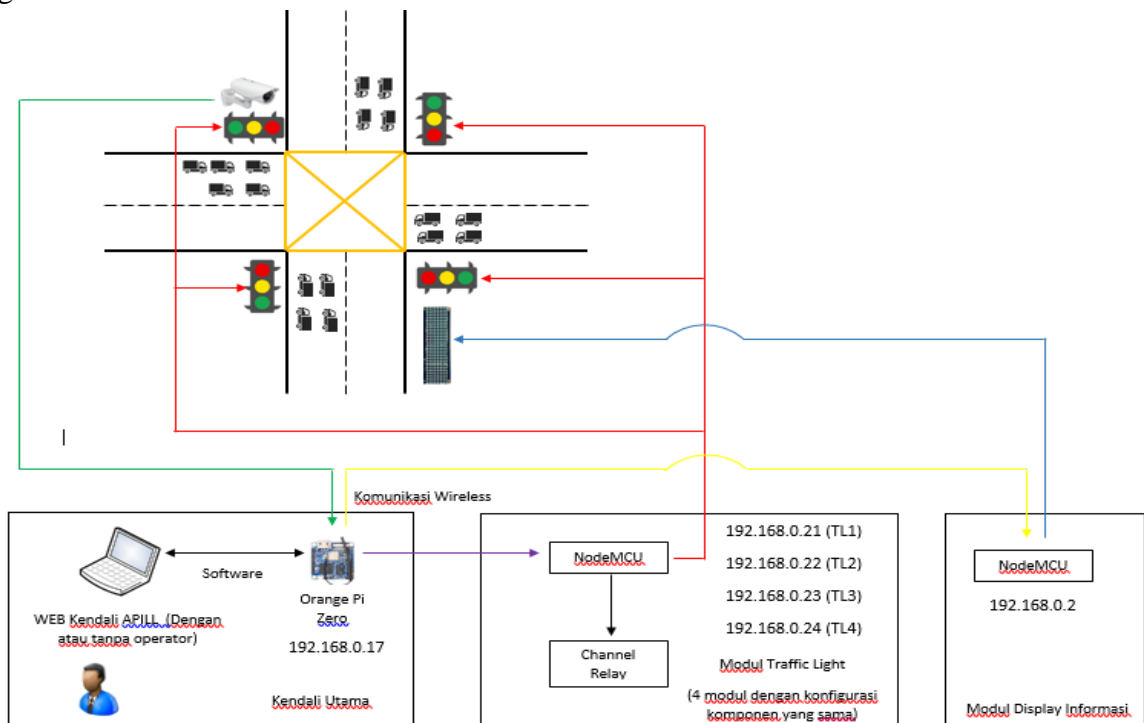 Komunikasi Wireless
Software
WEB Kendali APILL (Dengan
atau tanpa operator)
Orange Pi
Zero
192.168.0.17
Kendali Utama
NodeMCU
Channel
Relay
192.168.0.21 (TL1)
192.168.0.22 (TL2)
192.168.0.23 (TL3)
192.168.0.24 (TL4)
Modul Traffic Light
(4 modul dengan konfigurasi
komponen yang sama)
NodeMCU
192.168.0.2
Modul Display Informasi